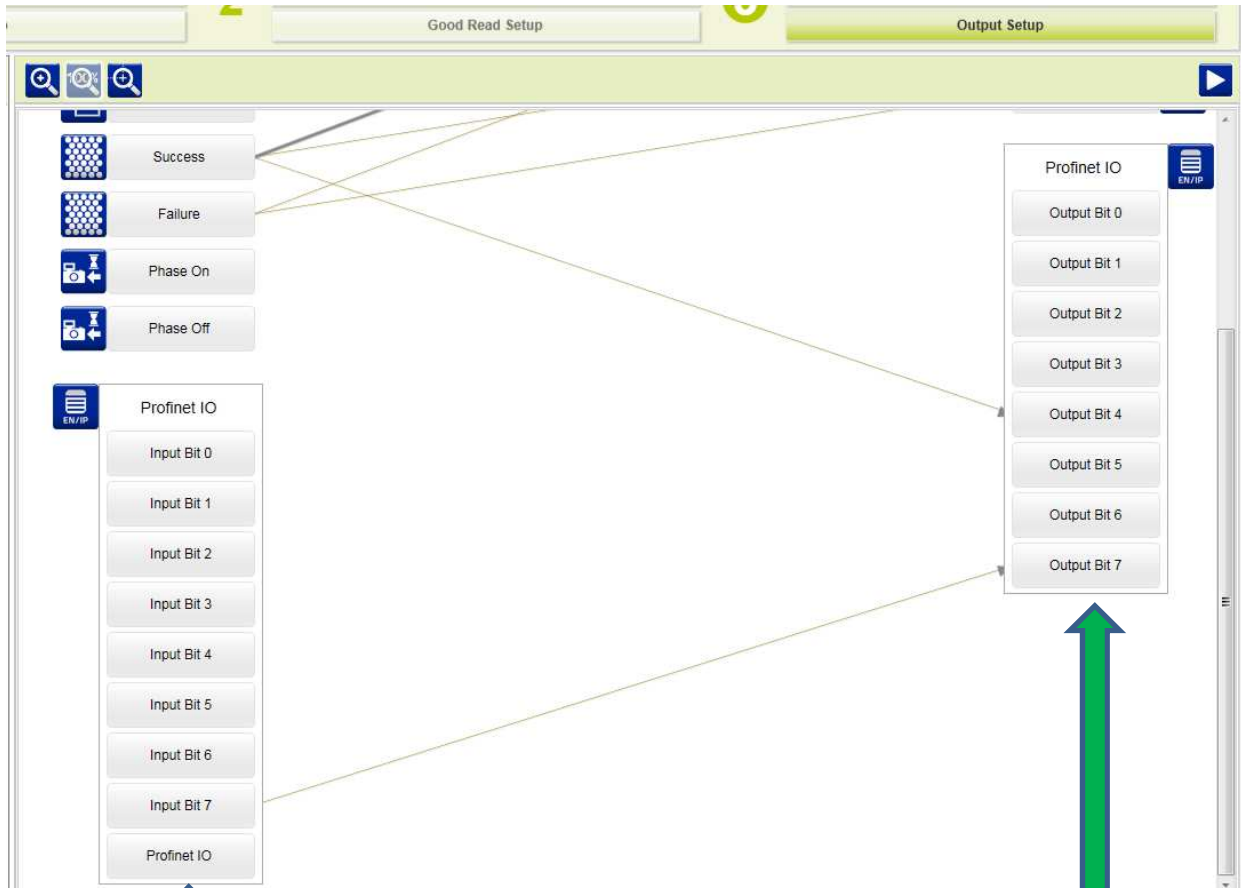 2
Good Read Setup
Output Setup
Success
Failure
Phase On
Phase Off
Profinet IO
EN/IP
Input Bit 0
Input Bit 1
Input Bit 2
Input Bit 3
Input Bit 4
Input Bit 5
Input Bit 6
Input Bit 7
Profinet IO
Profinet IO
EN/IP
Output Bit 0
Output Bit 1
Output Bit 2
Output Bit 3
Output Bit 4
Output Bit 5
Output Bit 6
Output Bit 7